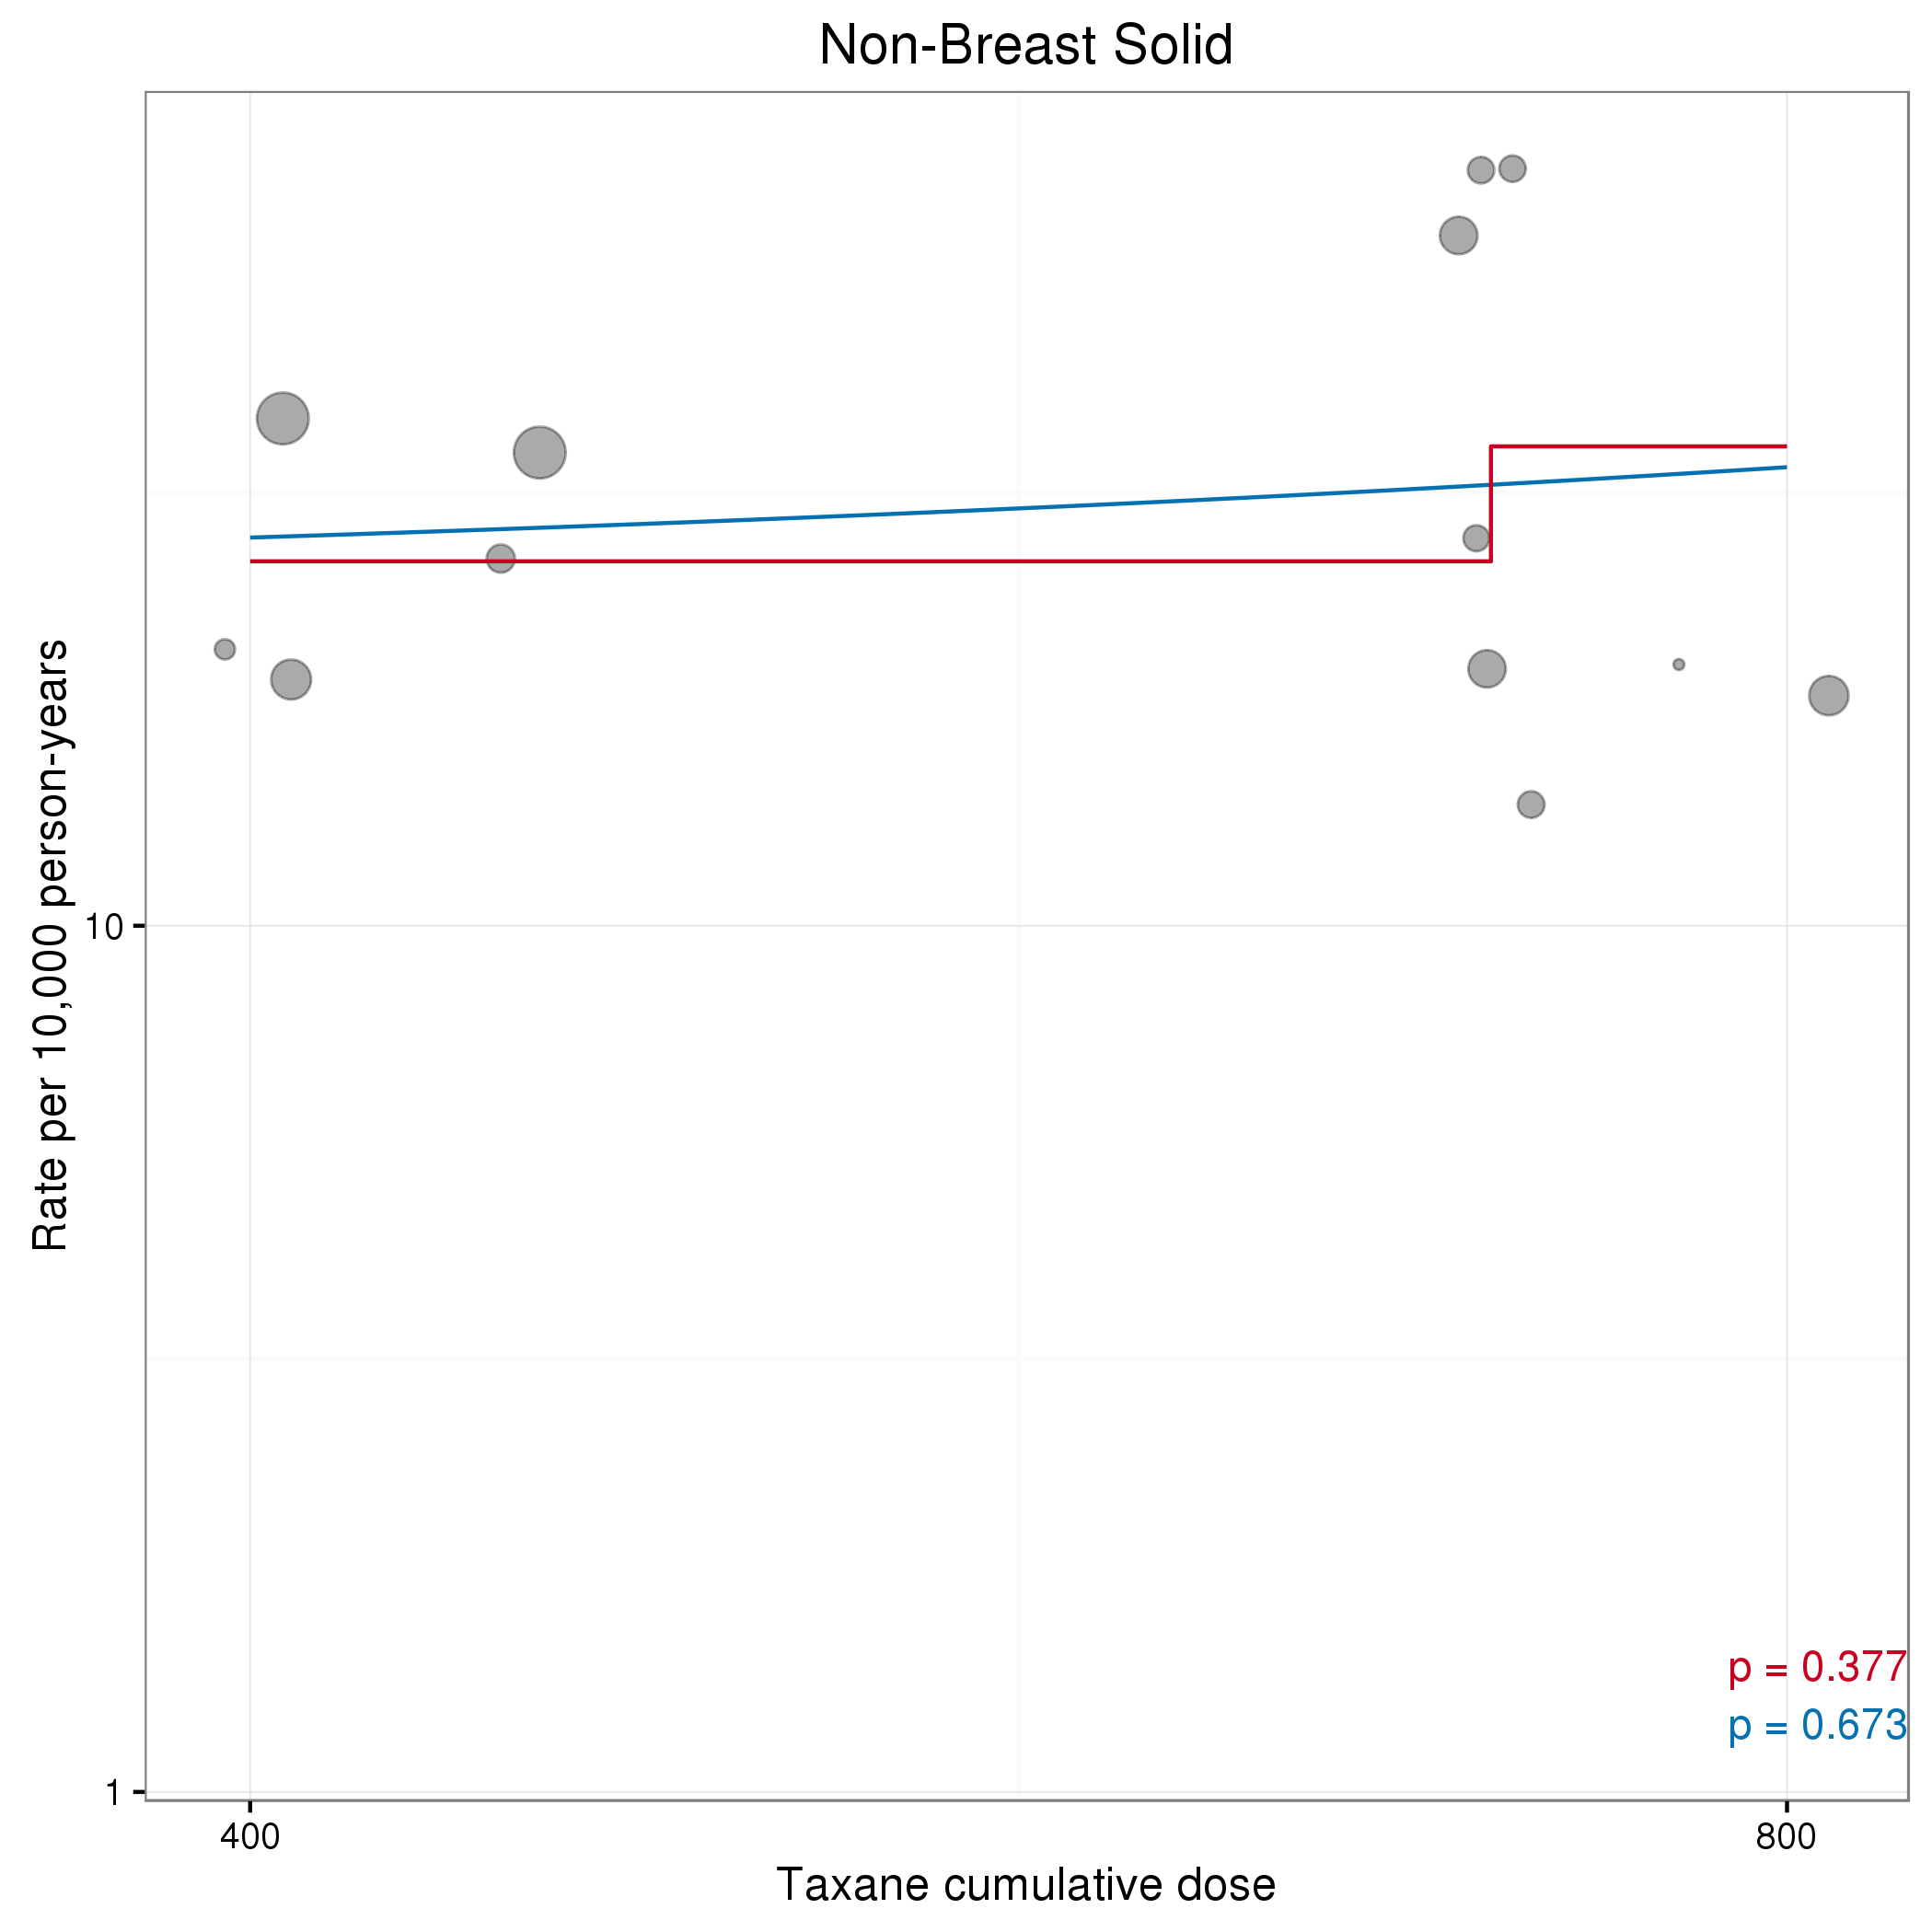 Non-Breast Solid
Rate per 10,000 person-years
10
1
p = 0.377
p = 0.673
400
800
Taxane cumulative dose